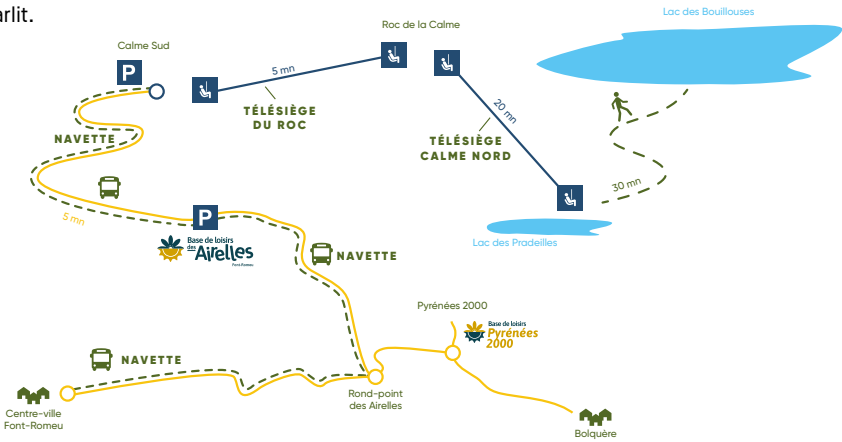 arlit.
Lac des Bouillouses
Roc de la Calme
Calme Sud
P
5 mn
TÉLÉSIÈGE
DU ROC
20 mn
TÉLÉSIÈGE
CALME NORD
NAVETTE
30 mn
5 mn
P
Base de loisirs
des Airelles
Font-Romeu
Lac des Pradeilles
NAVETTE
Pyrénées 2000
Base de loisirs
Pyrénées
2000
NAVETTE
Rond-point
des Airelles
Centre-ville
Font-Romeu
Bolquère